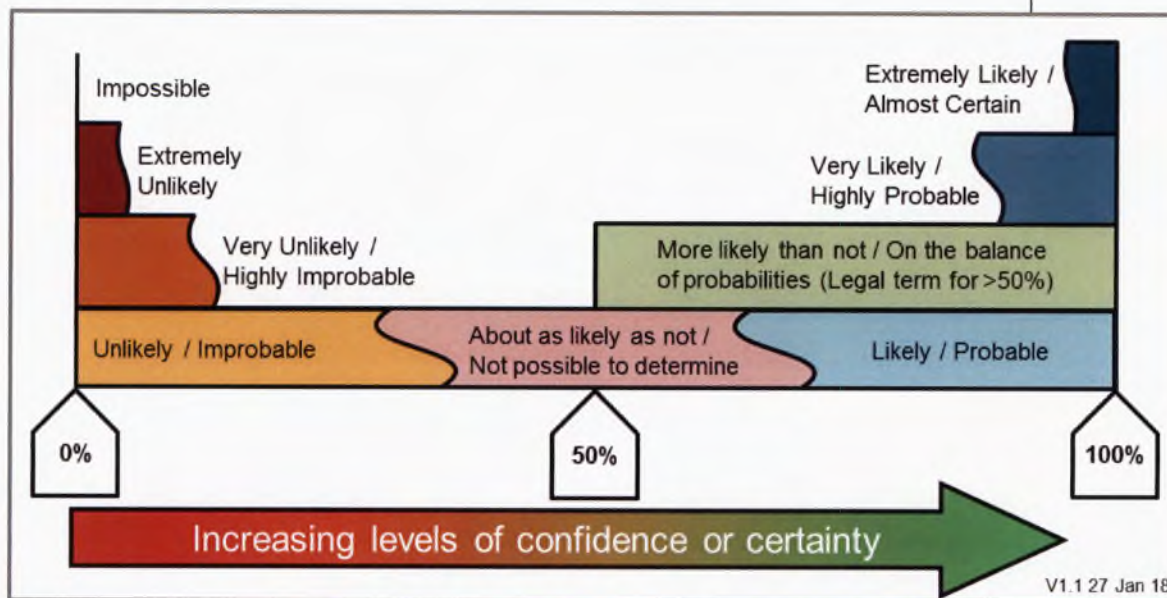 Impossible
Extremely
Unlikely
Very Unlikely /
Highly Improbable
Unlikely / Improbable
About as likely as not /
Not possible to determine
Extremely Likely /
Almost Certain
Very Likely /
Highly Probable
More likely than not / On the balance
of probabilities (Legal term for >50%)
Likely / Probable
0%
50%
100%
Increasing levels of confidence or certainty
V1.1 27 Jan 18